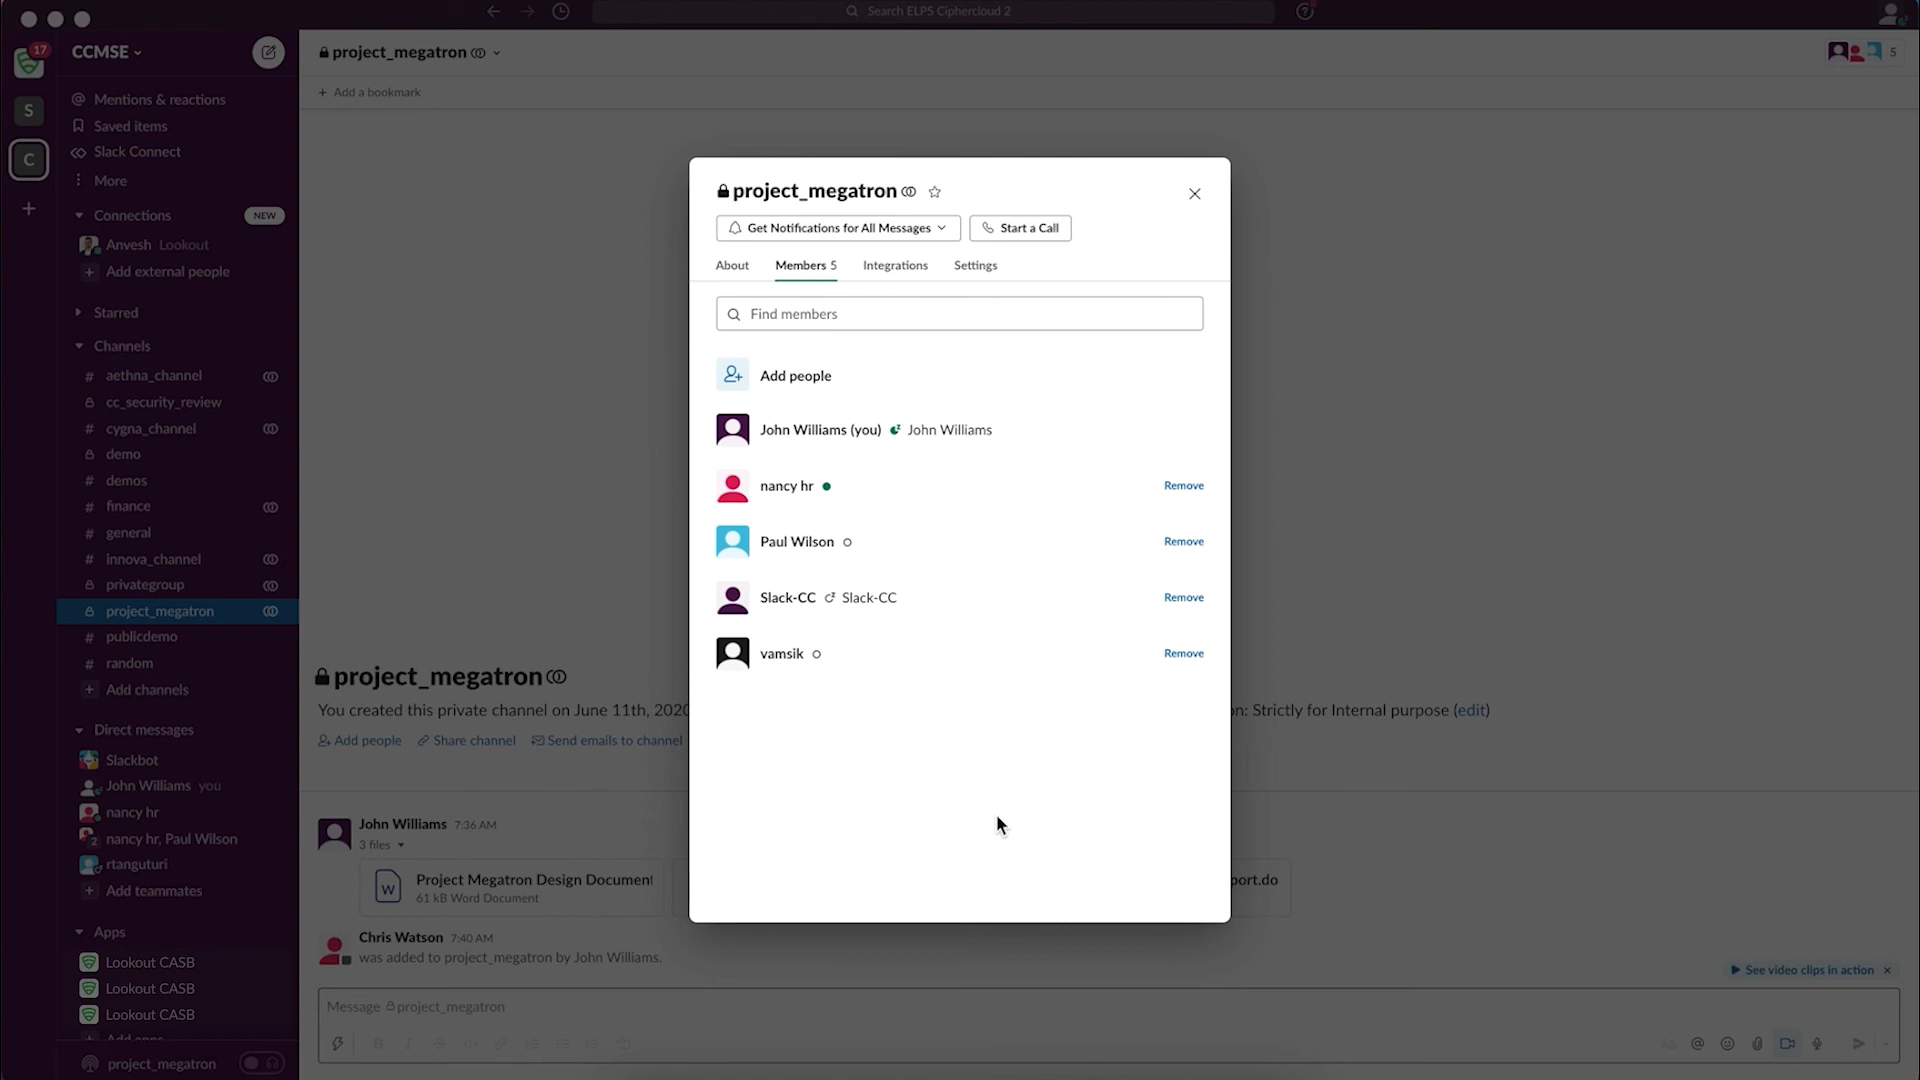 Search ELPS Ciphercloud 2
17
CCMSE
project_megatron
5
S
Mentions & reactions
Add a bookmark
Saved items
C
Slack Connect
More
Connections
NEW
Anvesh Lookout
Add external people
Starred
Channels
aethna_channel
cc_security_review
cygna_channel
demo
demos
finance
general
innova_channel
privategroup
project_megatron
publicdemo
random
Add channels
Direct messages
Slackbot
John Williams you
nancy hr
2
nancy hr, Paul Wilson
rtanguturi
Add teammates
Apps
Lookout CASB
Lookout CASB
Lookout CASB
Add apps
project_megatron
project_megatron
Get Notifications for All Messages
Start a Call
About Members 5 Integrations Settings
Find members
Add people
John Williams (you) John Williams
nancy hr Remove
Paul Wilson Remove
Slack-CC Slack-CC Remove
vamsik Remove
project_megatron
You created this private channel on June 11th, 2020
n: Strictly for Internal purpose (edit)
Add people Share channel Send emails to channel
John Williams 7:36 AM
3 files
W
Project Megatron Design Document
61 kB Word Document
port.do
Chris Watson 7:40 AM
was added to project_megatron by John Williams.
See video clips in action
Message project_megatron